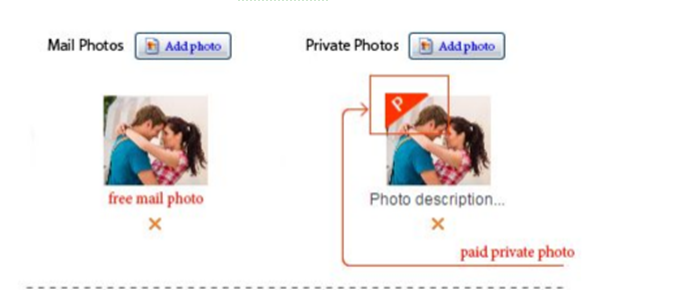 Mail Photos Add photo Private Photos Add photo
P
free mail photo Photo description...
× ×
paid private photo